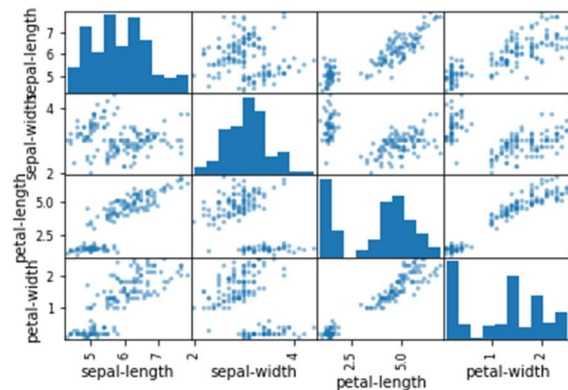 sepal-length
7
6
5
sepal-width
4
2
petal-length
5.0
2.5
petal-width
2
1
5 6 7 2 4 2.5 5.0 1 2
sepal-length sepal-width petal-length petal-width